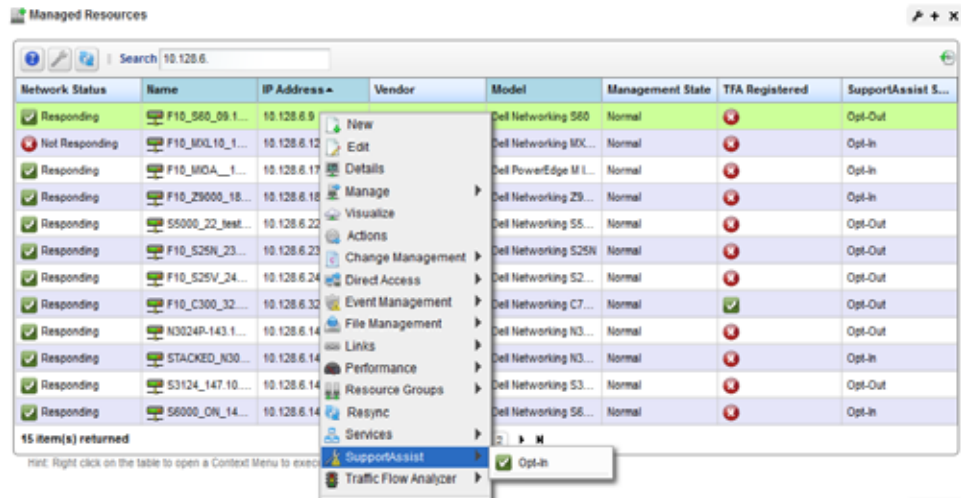 Managed Resources
Search 10.128.6.
Network Status Name IP Address Vendor Model Management State TFA Registered SupportAssist S...
Responding F10_S60_09.1... 10.128.6.9 Dell Networking S60 Normal Opt-Out
Not Responding F10_MXL10_1... 10.128.6.12 Dell Networking MX... Normal Opt-In
Responding F10_MIOA__1... 10.128.6.17 Dell PowerEdge M I... Normal Opt-In
Responding F10_Z9000_18... 10.128.6.18 Dell Networking Z9... Normal Opt-In
Responding S5000_22_test... 10.128.6.22 Dell Networking S5... Normal Opt-Out
Responding F10_S25N_23... 10.128.6.23 Dell Networking S25N Normal Opt-Out
Responding F10_S25V_24... 10.128.6.24 Dell Networking S2... Normal Opt-Out
Responding F10_C300_32... 10.128.6.32 Dell Networking C7... Normal Opt-Out
Responding N3024P-143.1... 10.128.6.14 Dell Networking N3... Normal Opt-Out
Responding STACKED_N30... 10.128.6.14 Dell Networking N3... Normal Opt-In
Responding S3124_147.10... 10.128.6.14 Dell Networking S3... Normal Opt-Out
Responding S6000_ON_14... 10.128.6.14 Dell Networking S6... Normal Opt-In
15 item(s) returned 2
Hint: Right click on the table to open a Context Menu to execu
New
Edit
Details
Manage
Visualize
Actions
Change Management
Direct Access
Event Management
File Management
Links
Performance
Resource Groups
Resync
Services
SupportAssist
Opt-In
Traffic Flow Analyzer